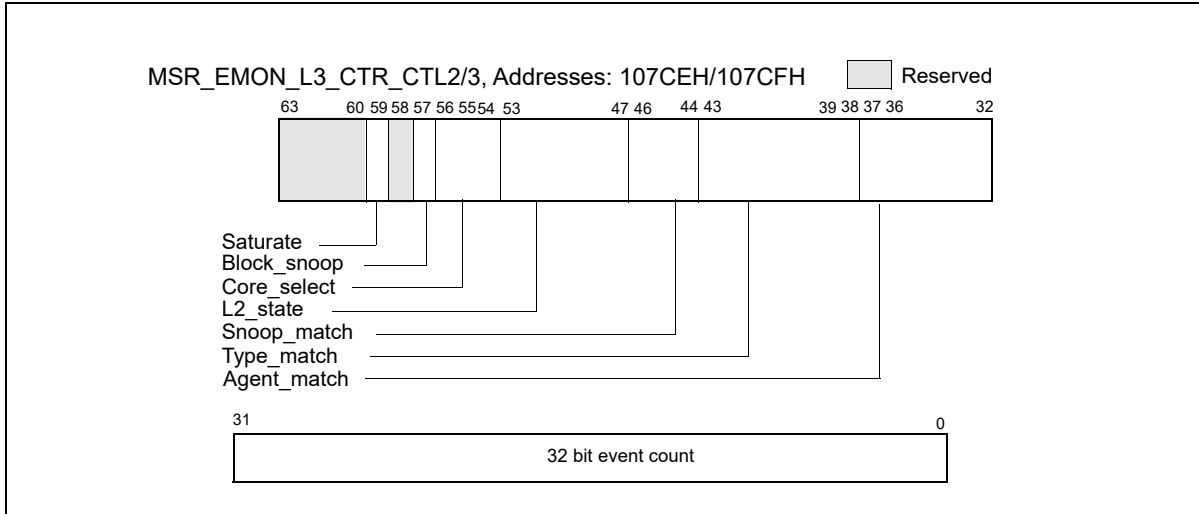 MSR_EMON_L3_CTR_CTL2/3, Addresses: 107CEH/107CFH Reserved
63 60 59 58 57 56 55 54 53 47 46 44 43 39 38 37 36 32
Saturate
Block_snoop
Core_select
L2_state
Snoop_match
Type_match
Agent_match
31 0
32 bit event count